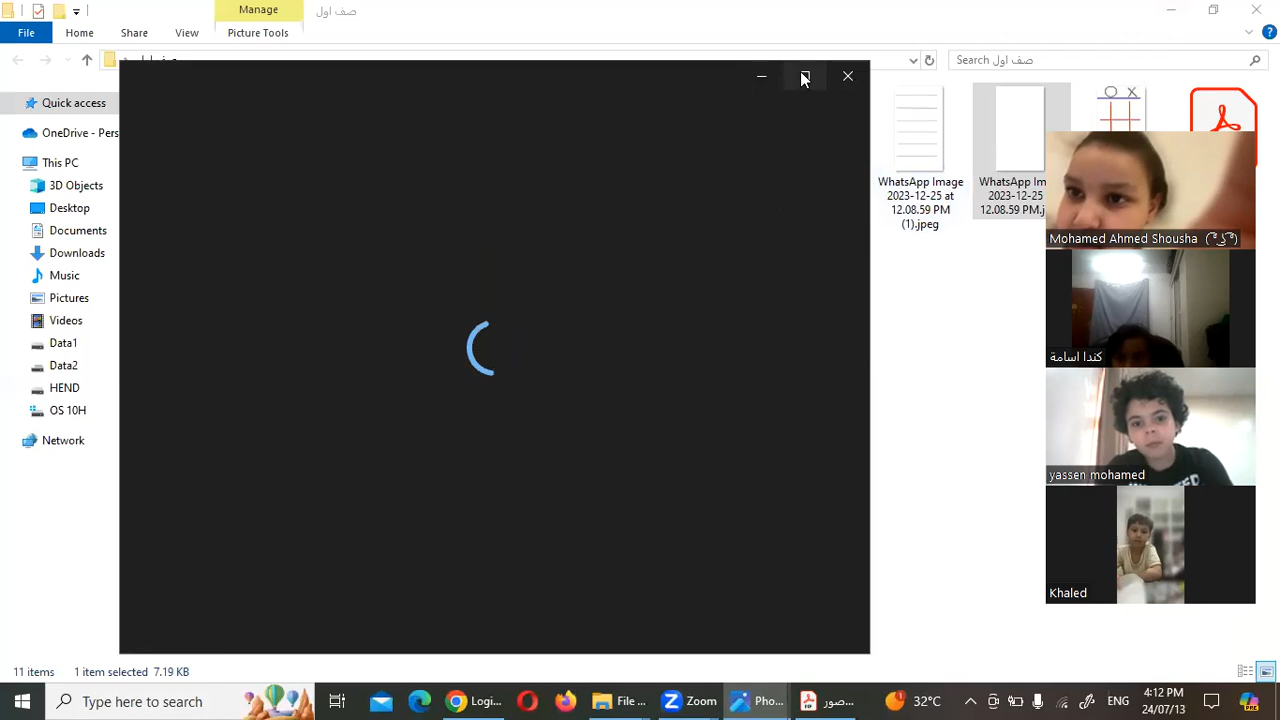 Manage
صف اول
File
Home
Share
View
Picture Tools
Search صف اول
Quick access
OneDrive - Pers
This PC
3D Objects
Desktop
Documents
Downloads
Music
Pictures
Videos
Data1
Data2
HEND
OS 10H
Network
WhatsApp Image
2023-12-25 at
12.08.59 PM
(1).jpeg
WhatsApp Im
2023-12-25
12.08.59 PM.j
O X
Mohamed Ahmed Shousha
كندا اسامة
yassen mohamed
Khaled
11 items
1 item selected 7.19 KB
Type here to search
Logi...
File ...
Zoom
Pho...
صور...
32°C
ENG
4:12 PM
24/07/13